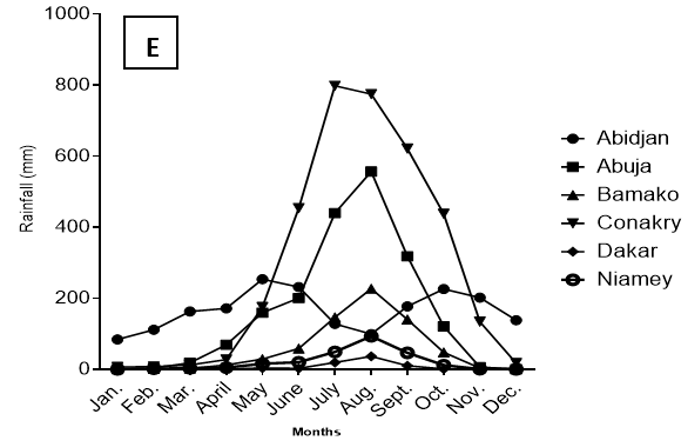 E
1000
800
600
400
200
0
Rainfall (mm)
Jan. Feb. Mar. April May June July Aug. Sept. Oct. Nov. Dec.
Months
Abidjan
Abuja
Bamako
Conakry
Dakar
Niamey